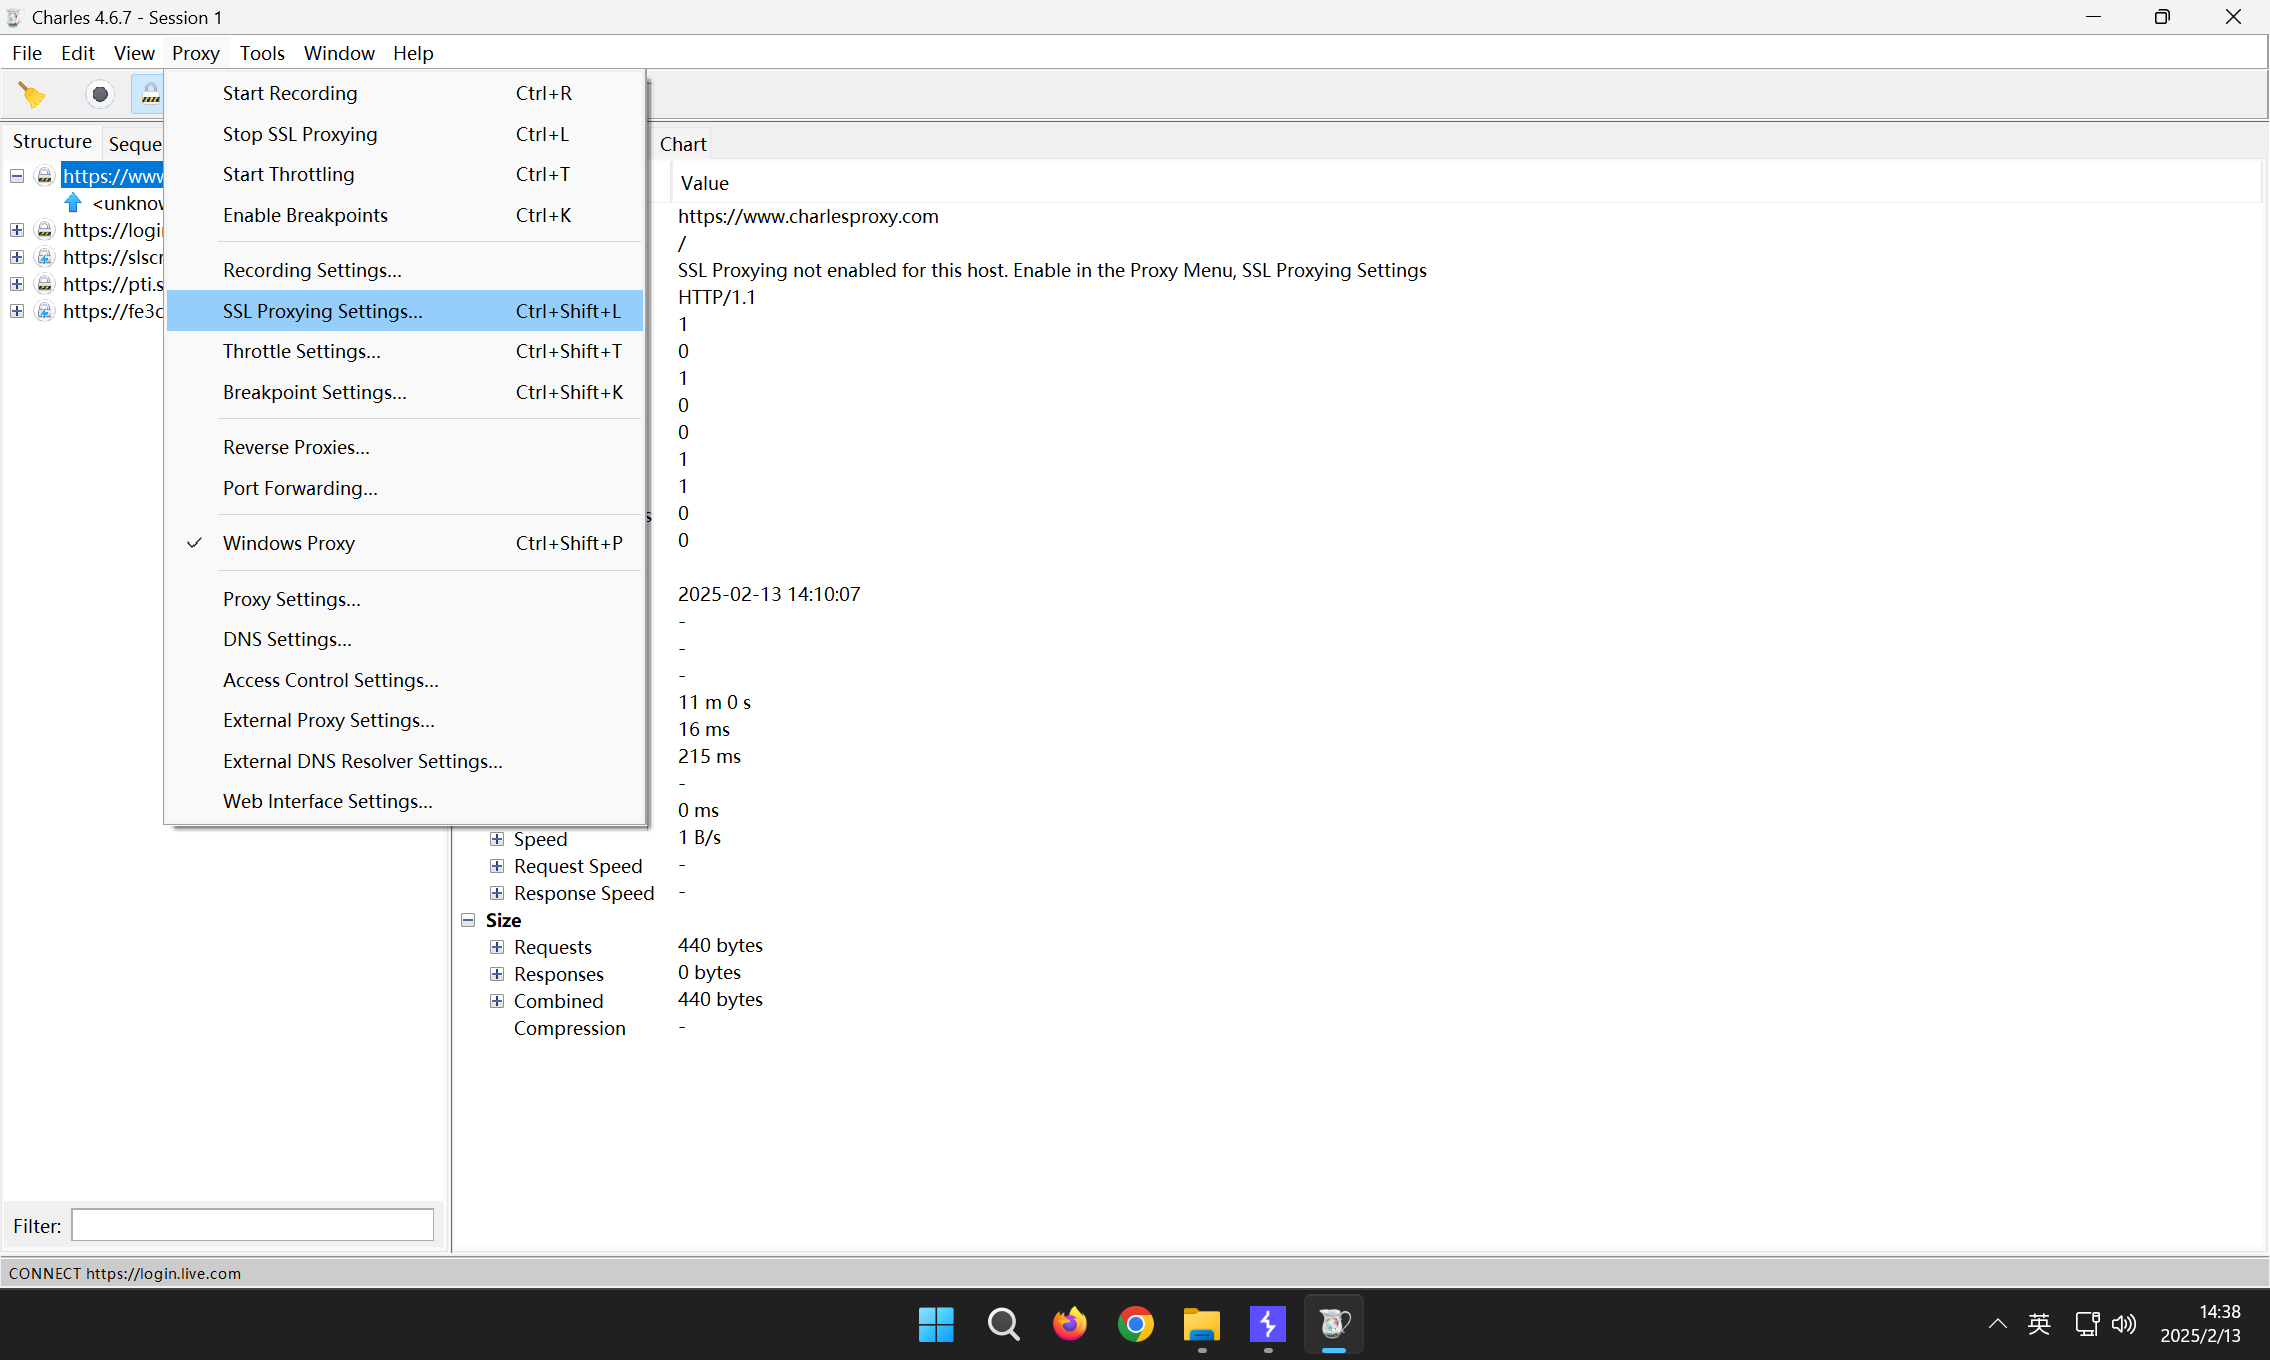 Charles 4.6.7 - Session 1
File Edit View Proxy Tools Window Help
Start Recording Ctrl+R
Stop SSL Proxying Ctrl+L
Start Throttling Ctrl+T
Enable Breakpoints Ctrl+K
Recording Settings...
SSL Proxying Settings... Ctrl+Shift+L
Throttle Settings... Ctrl+Shift+T
Breakpoint Settings... Ctrl+Shift+K
Reverse Proxies...
Port Forwarding...
Windows Proxy Ctrl+Shift+P
Proxy Settings...
DNS Settings...
Access Control Settings...
External Proxy Settings...
External DNS Resolver Settings...
Web Interface Settings...
Structure Seque
https://www
<unknow
https://logi
https://slscr
https://pti.s
https://fe3c
Filter:
Chart
Value
https://www.charlesproxy.com
/
SSL Proxying not enabled for this host. Enable in the Proxy Menu, SSL Proxying Settings
HTTP/1.1
1
0
1
0
0
1
1
s 0
0
2025-02-13 14:10:07
-
-
-
11 m 0 s
16 ms
215 ms
-
0 ms
Speed 1 B/s
Request Speed -
Response Speed -
Size
Requests 440 bytes
Responses 0 bytes
Combined 440 bytes
Compression -
CONNECT https://login.live.com
英
14:38
2025/2/13